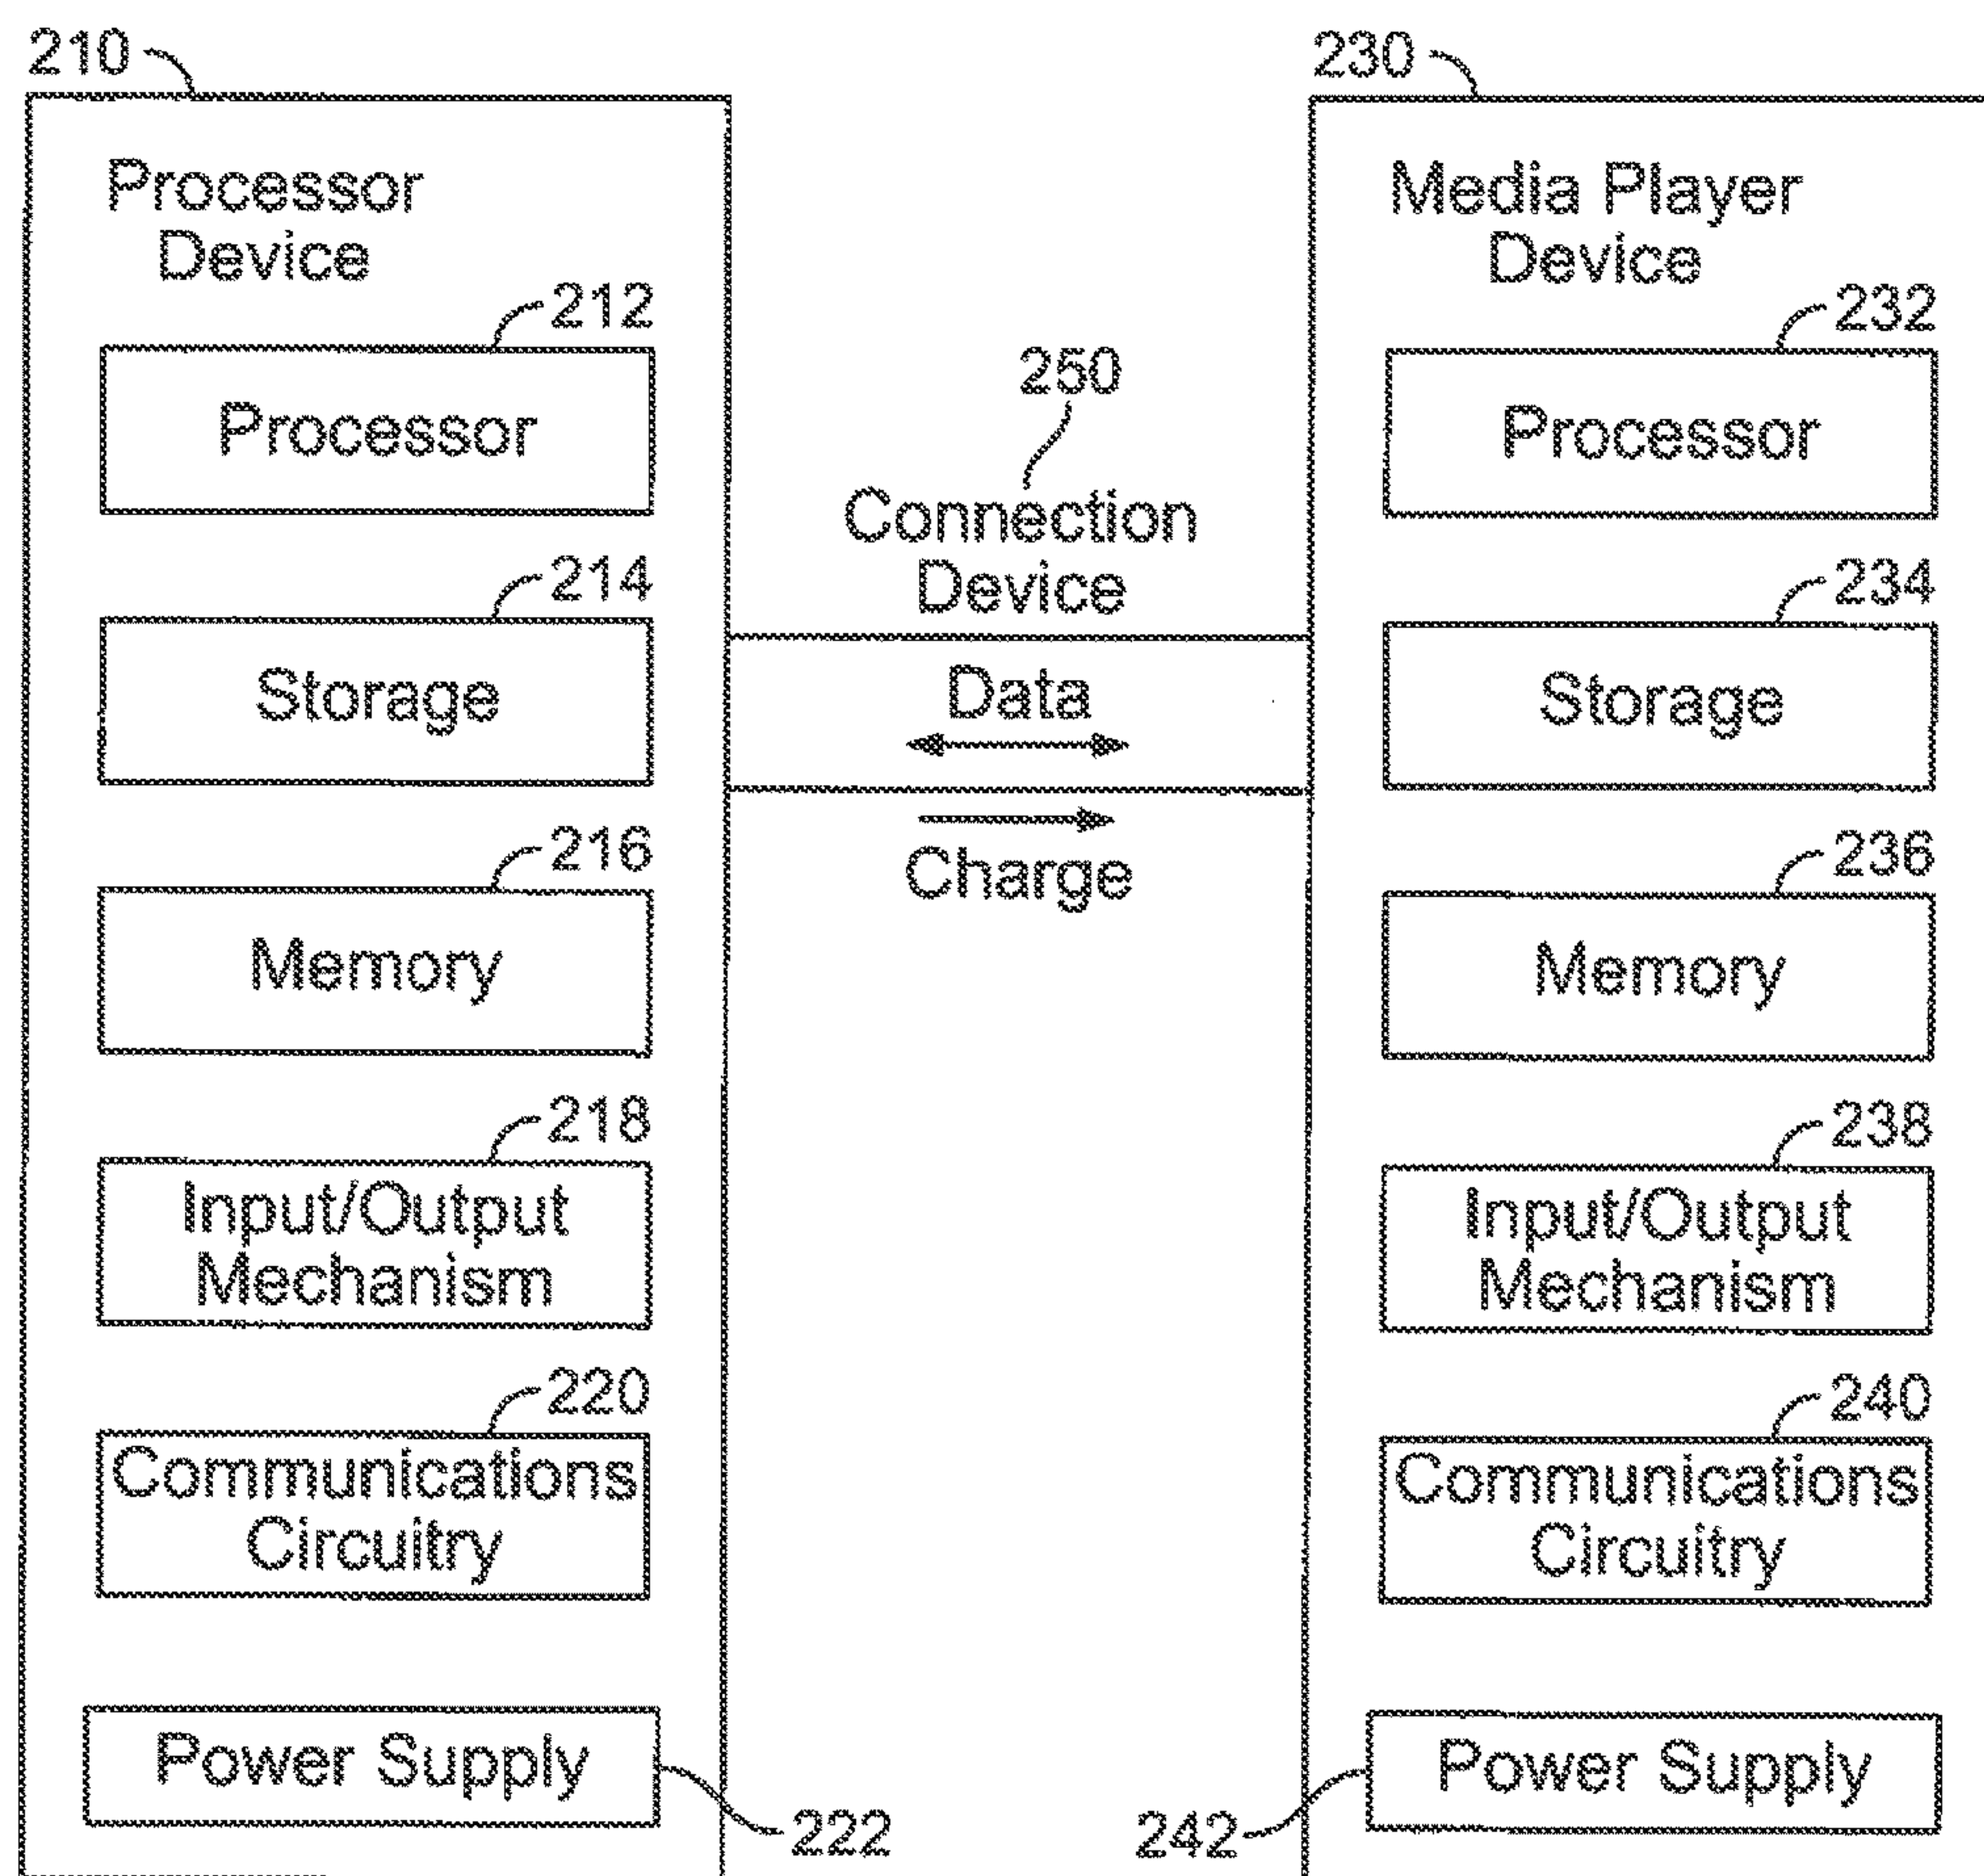 210
Processor
Device
212
Processor
214
Storage
216
Memory
218
Input/Output
Mechanism
220
Communications
Circuitry
Power Supply
222
250
Connection
Device
Data
Charge
230
Media Player
Device
232
Processor
234
Storage
236
Memory
238
Input/Output
Mechanism
240
Communications
Circuitry
Power Supply
242